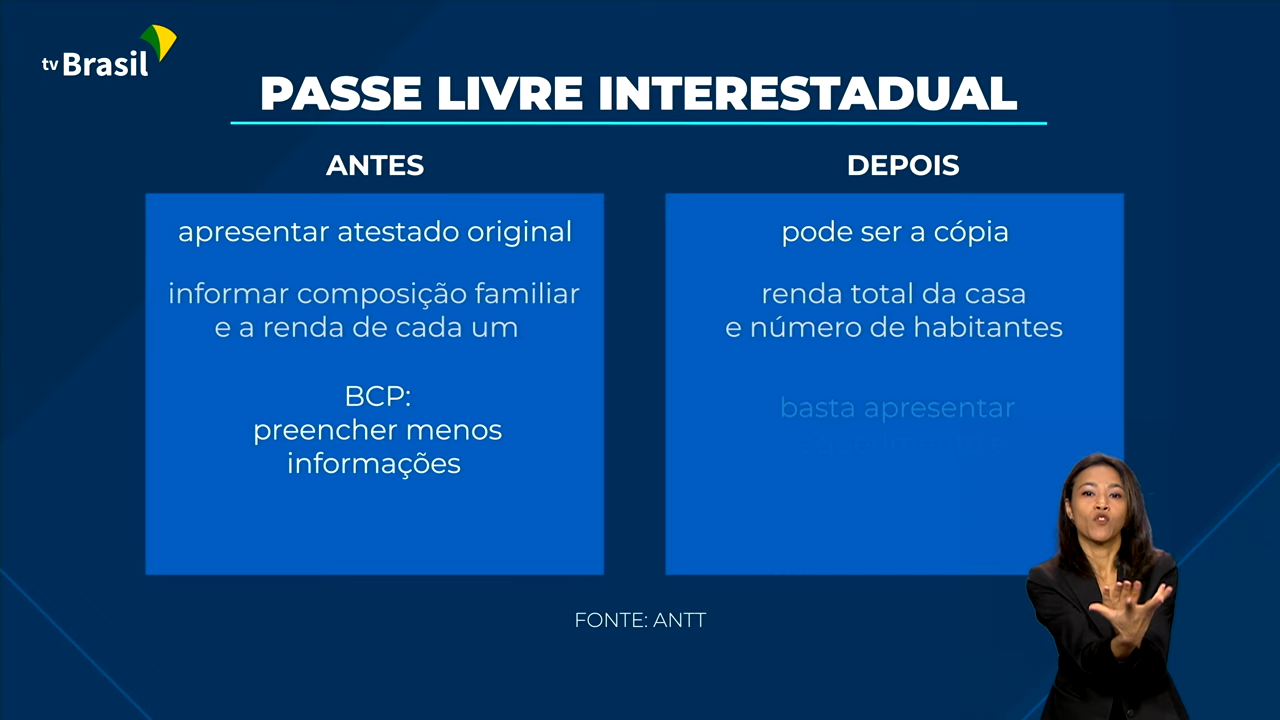 tv Brasil
PASSE LIVRE INTERESTADUAL
ANTES
apresentar atestado original
informar composição familiar
e a renda de cada um
BCP:
preencher menos
informações
DEPOIS
pode ser a cópia
renda total da casa
e número de habitantes
basta apresentar
FONTE: ANTT